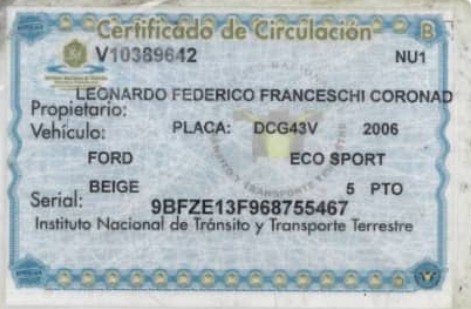 Certificado de Circulación B
V10389642 NU1
LEONARDO FEDERICO FRANCESCHI CORONAD
Propietario:
Vehículo: PLACA: DCG43V 2006
FORD ECO SPORT
BEIGE 5 PTO
Serial: 9BFZE13F968755467
Instituto Nacional de Tránsito y Transporte Terrestre